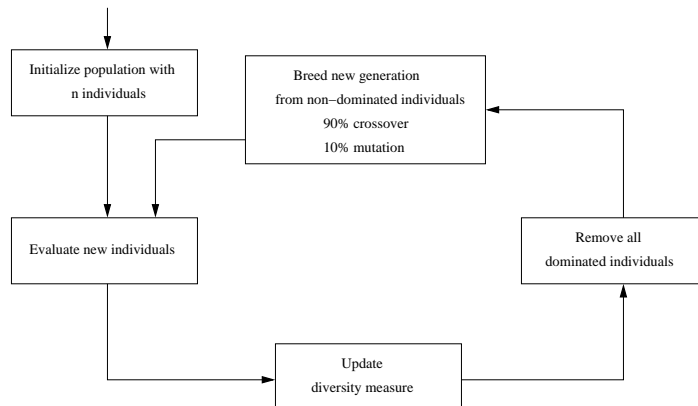 Initialize population with
n individuals
Breed new generation
from non−dominated individuals
90% crossover
10% mutation
Evaluate new individuals
Remove all
dominated individuals
Update
diversity measure